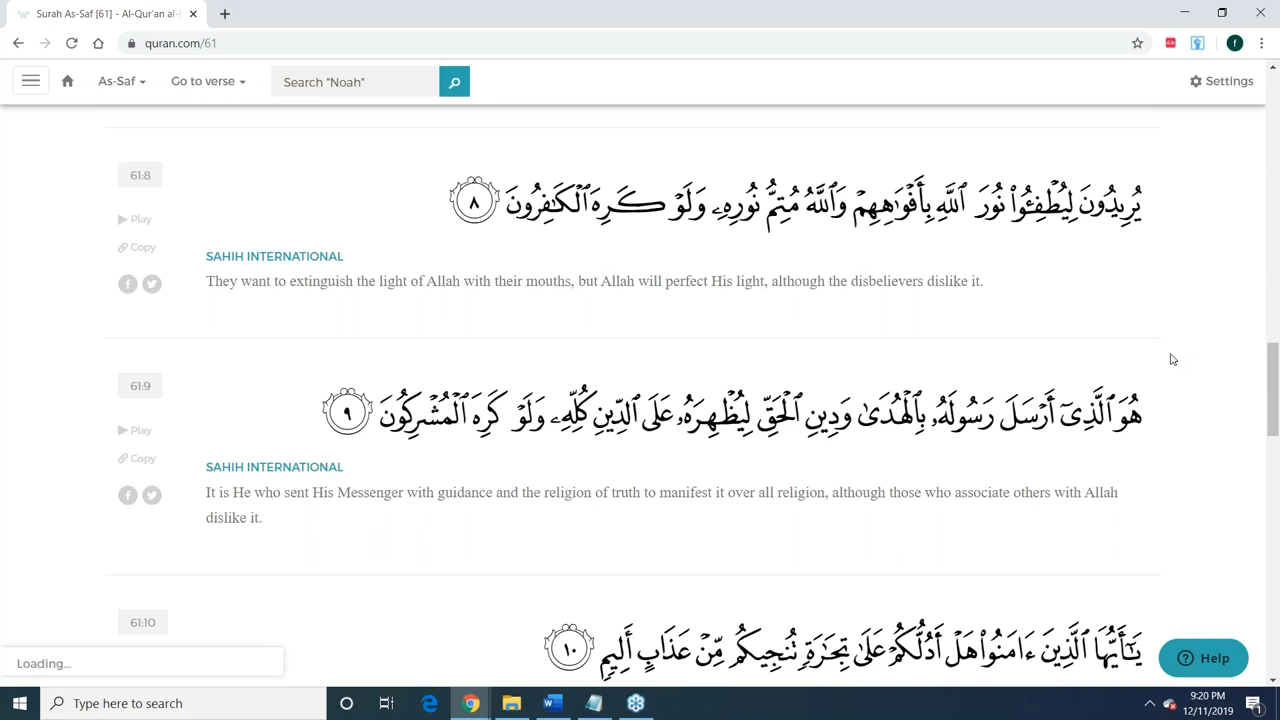 Surah As-Saf [61] - Al-Qur'an al-
quran.com/61
f
As-Saf
Go to verse
Search "Noah"
Settings
61:8
يُرِيدُونَ لِيُطْفِـُٔوا۟ نُورَ ٱللَّهِ بِأَفْوَٰهِهِمْ وَٱللَّهُ مُتِمُّ نُورِهِۦ وَلَوْ كَرِهَ ٱلْكَـٰفِرُونَ ٨
Play
Copy
SAHIH INTERNATIONAL
They want to extinguish the light of Allah with their mouths, but Allah will perfect His light, although the disbelievers dislike it.
61:9
هُوَ ٱلَّذِىٓ أَرْسَلَ رَسُولَهُۥ بِٱلْهُدَىٰ وَدِينِ ٱلْحَقِّ لِيُظْهِرَهُۥ عَلَى ٱلدِّينِ كُلِّهِۦ وَلَوْ كَرِهَ ٱلْمُشْرِكُونَ ٩
Play
Copy
SAHIH INTERNATIONAL
It is He who sent His Messenger with guidance and the religion of truth to manifest it over all religion, although those who associate others with Allah
dislike it.
61:10
يَـٰٓأَيُّهَا ٱلَّذِينَ ءَامَنُوا۟ هَلْ أَدُلُّكُمْ عَلَىٰ تِجَـٰرَةٍ تُنجِيكُم مِّنْ عَذَابٍ أَلِيمٍ ١٠
Loading...
Help
Type here to search
9:20 PM
12/11/2019
1